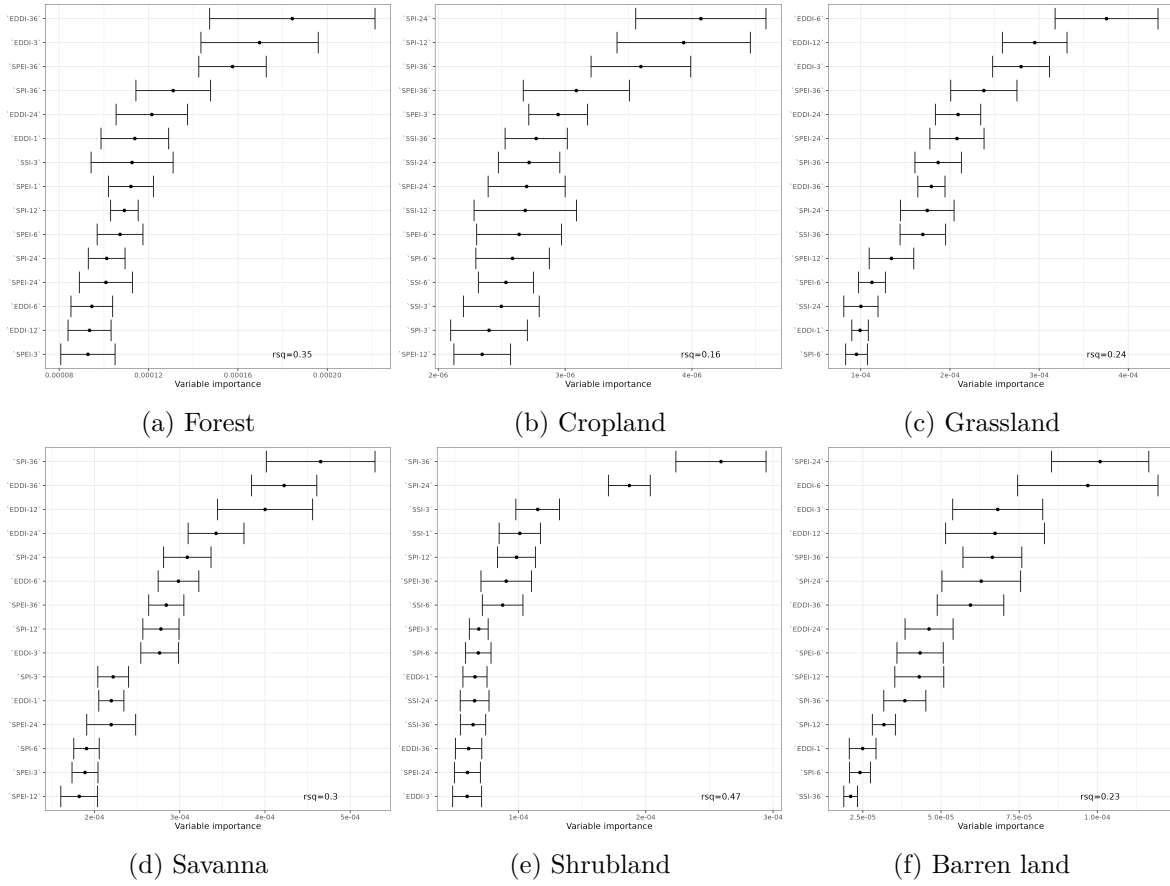 `EDDI-36`
`EDDI-3`
`SPEI-36`
`SPI-36`
`EDDI-24`
`EDDI-1`
`SSI-3`
`SPEI-1`
`SPI-12`
`SPEI-6`
`SPI-24`
`SPEI-24`
`EDDI-6`
`EDDI-12`
`SPEI-3`
rsq=0.35
0.00008 0.00012 0.00016 0.00020
Variable importance
(a) Forest
`SPI-24`
`SPI-12`
`SPI-36`
`SPEI-36`
`SPEI-3`
`SSI-36`
`SSI-24`
`SPEI-24`
`SSI-12`
`SPEI-6`
`SPI-6`
`SSI-6`
`SSI-3`
`SPI-3`
`SPEI-12`
rsq=0.16
2e-06 3e-06 4e-06
Variable importance
(b) Cropland
`EDDI-6`
`EDDI-12`
`EDDI-3`
`SPEI-36`
`EDDI-24`
`SPEI-24`
`SPI-36`
`EDDI-36`
`SPI-24`
`SSI-36`
`SPEI-12`
`SPEI-6`
`SSI-24`
`EDDI-1`
`SPI-6`
rsq=0.24
1e-04 2e-04 3e-04 4e-04
Variable importance
(c) Grassland
`SPI-36`
`EDDI-36`
`EDDI-12`
`EDDI-24`
`SPI-24`
`EDDI-6`
`SPEI-36`
`SPI-12`
`EDDI-3`
`SPI-3`
`EDDI-1`
`SPEI-24`
`SPI-6`
`SPEI-3`
`SPEI-12`
rsq=0.3
2e-04 3e-04 4e-04 5e-04
Variable importance
(d) Savanna
`SPI-36`
`SPI-24`
`SSI-3`
`SSI-1`
`SPI-12`
`SPEI-36`
`SSI-6`
`SPEI-3`
`SPI-6`
`EDDI-1`
`SSI-24`
`SSI-36`
`EDDI-36`
`SPEI-24`
`EDDI-3`
rsq=0.47
1e-04 2e-04 3e-04
Variable importance
(e) Shrubland
`SPEI-24`
`EDDI-6`
`EDDI-3`
`EDDI-12`
`SPEI-36`
`SPI-24`
`EDDI-36`
`EDDI-24`
`SPEI-6`
`SPEI-12`
`SPI-36`
`SPI-12`
`EDDI-1`
`SPI-6`
`SSI-36`
rsq=0.23
2.5e-05 5.0e-05 7.5e-05 1.0e-04
Variable importance
(f) Barren land